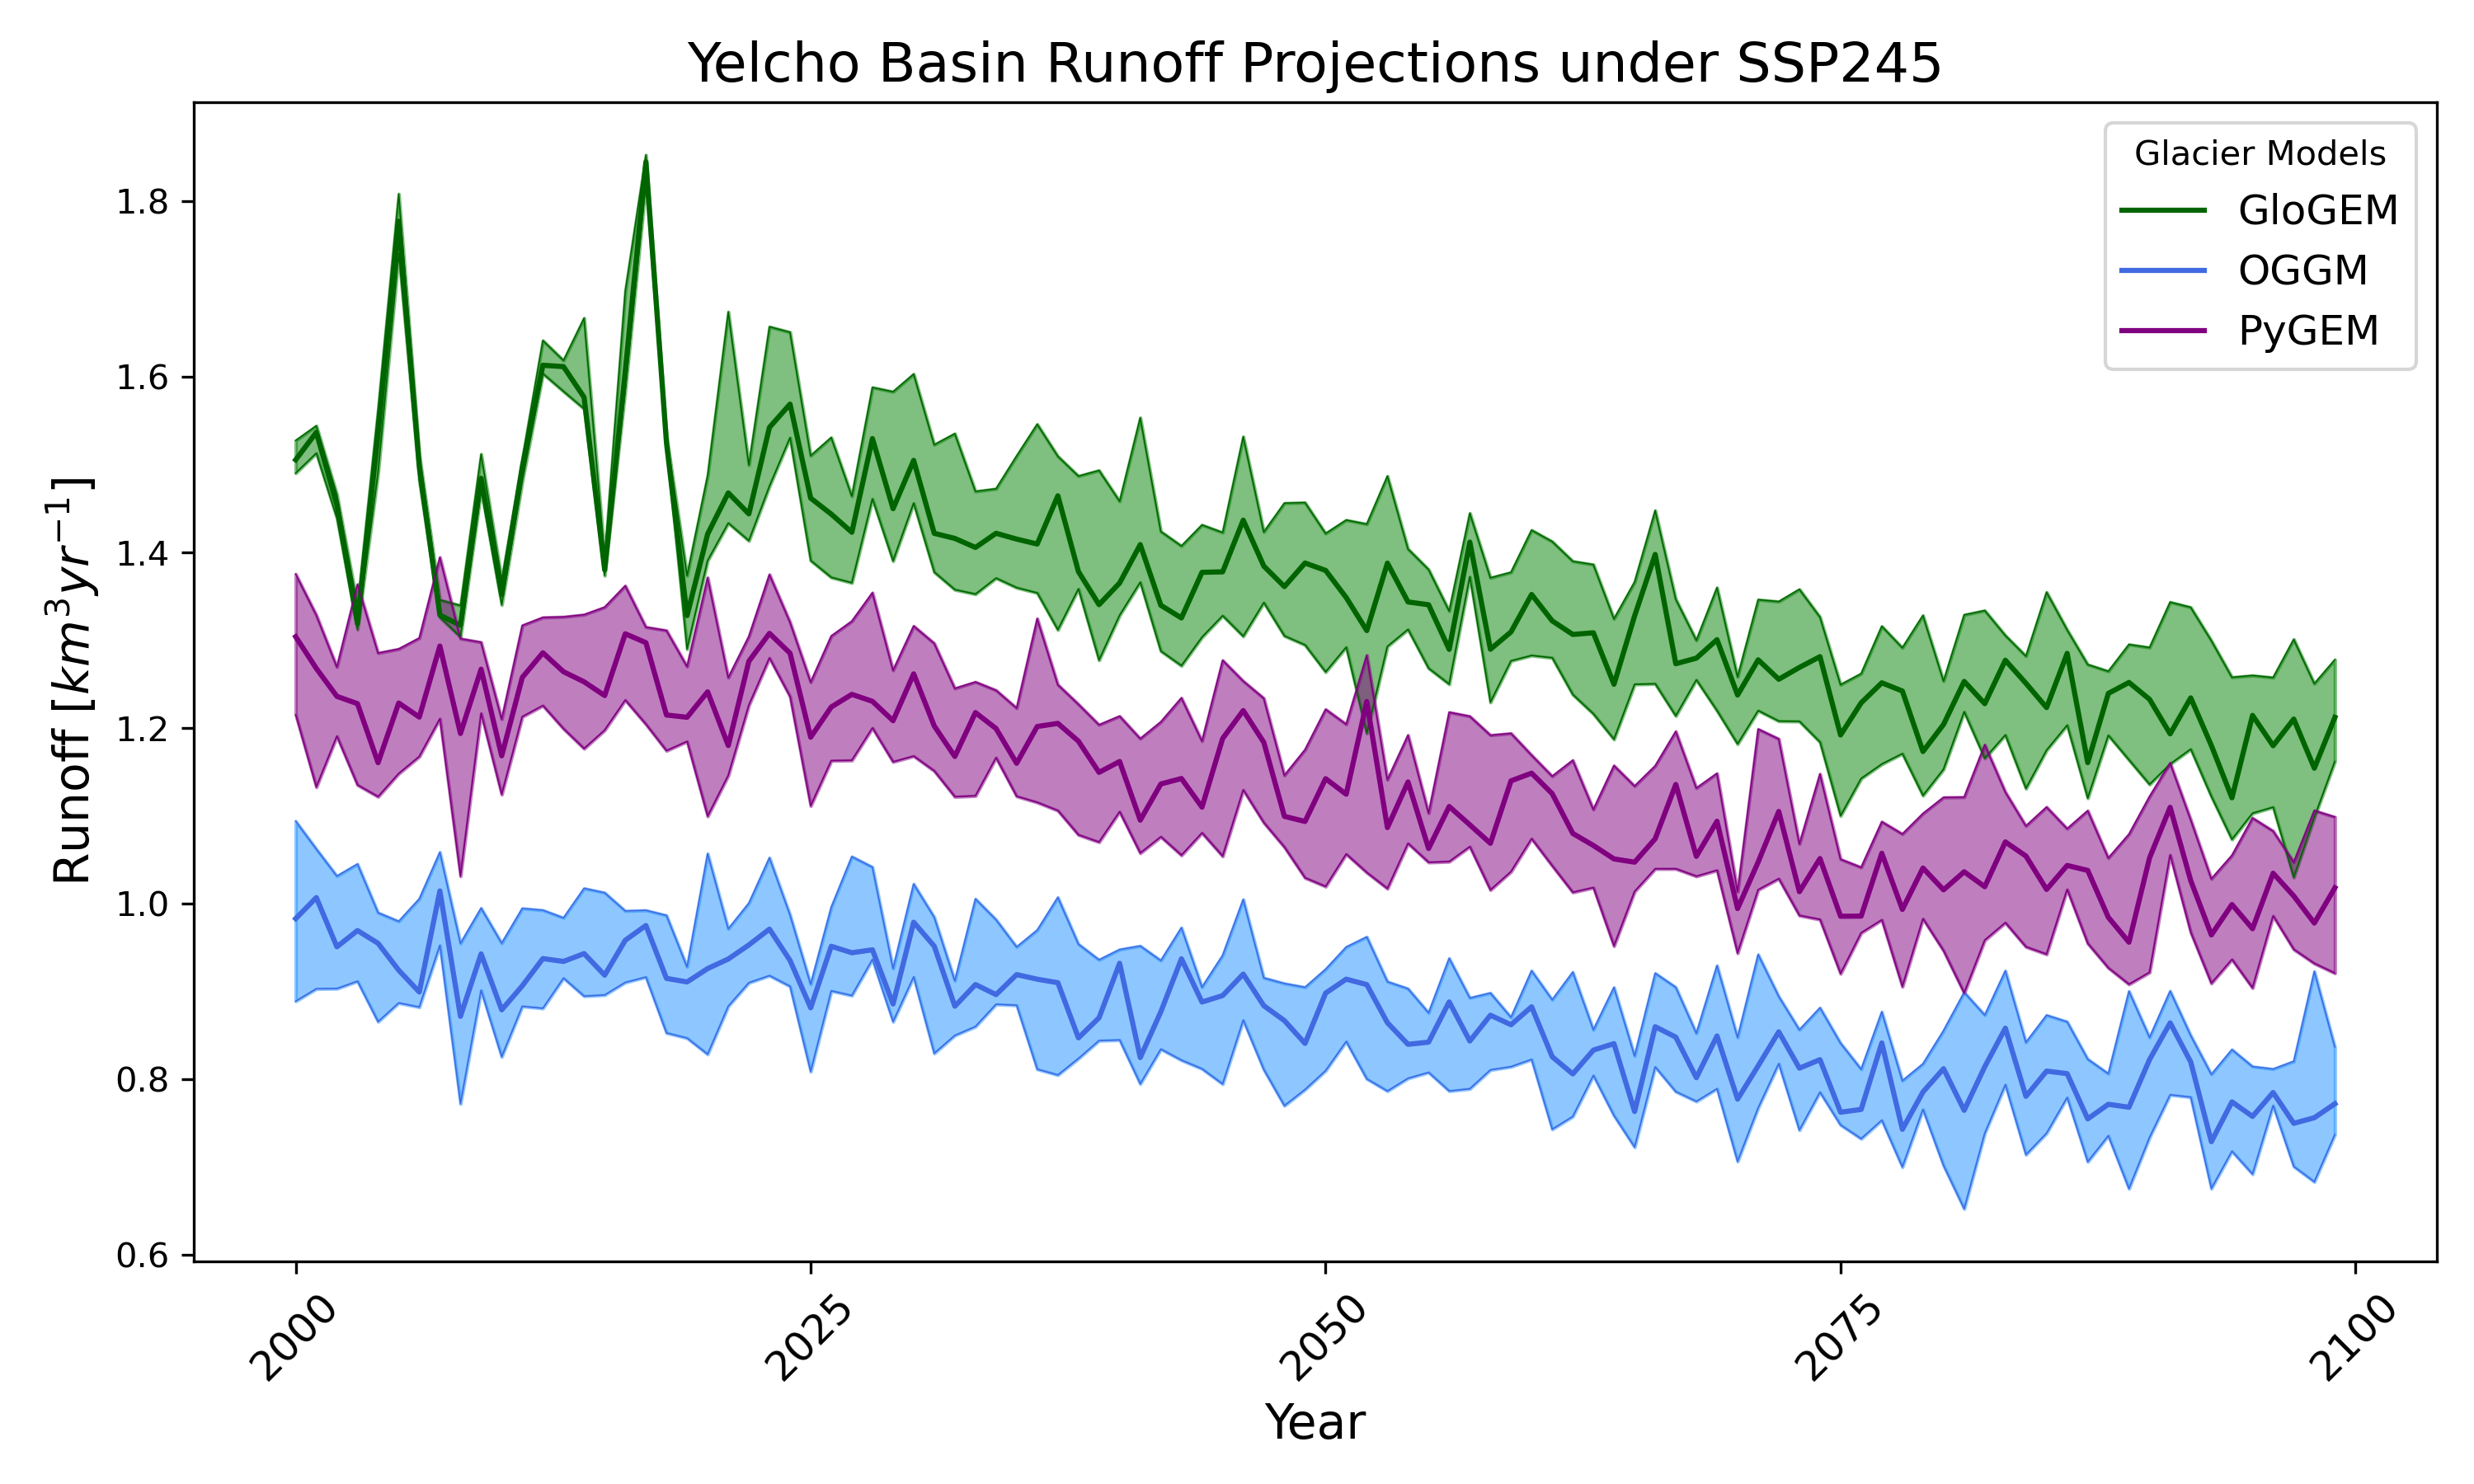 Yelcho Basin Runoff Projections under SSP245
Glacier Models
GloGEM
OGGM
PyGEM
Runoff [km³yr⁻¹]
1.8
1.6
1.4
1.2
1.0
0.8
0.6
2000 2025 2050 2075 2100
Year